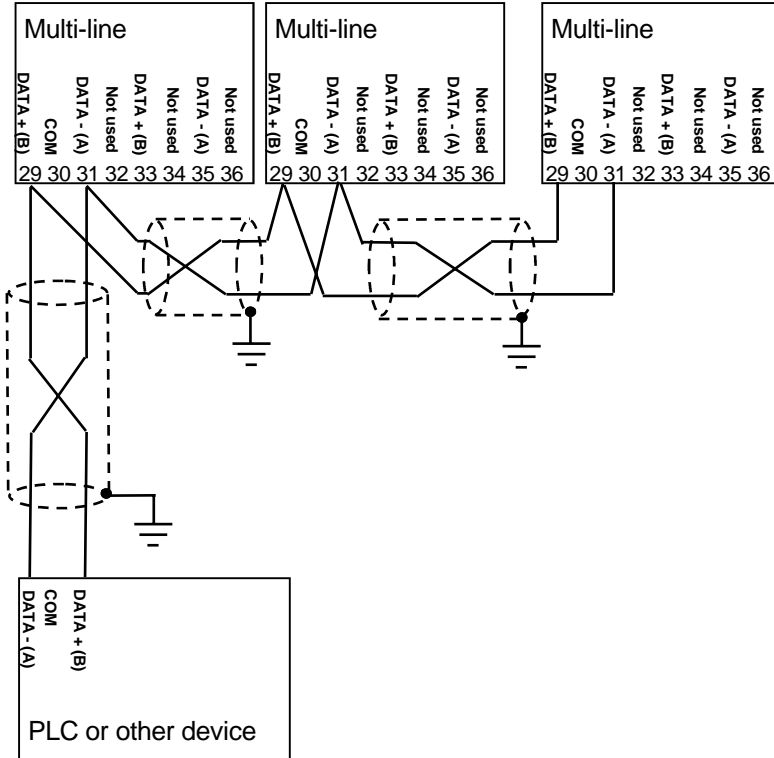 Multi-line
DATA + (B)
COM
DATA - (A)
Not used
DATA + (B)
Not used
DATA - (A)
Not used
29 30 31 32 33 34 35 36
Multi-line
DATA + (B)
COM
DATA - (A)
Not used
DATA + (B)
Not used
DATA - (A)
Not used
29 30 31 32 33 34 35 36
Multi-line
DATA + (B)
COM
DATA - (A)
Not used
DATA + (B)
Not used
DATA - (A)
Not used
29 30 31 32 33 34 35 36
DATA - (A)
COM
DATA + (B)
PLC or other device